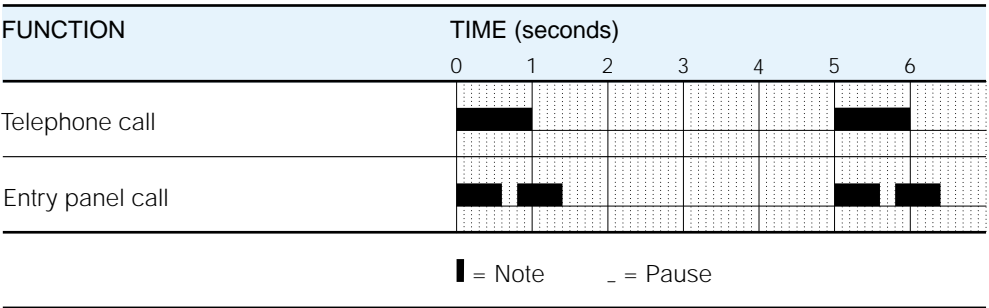 FUNCTION TIME (seconds)
0 1 2 3 4 5 6
Telephone call
Entry panel call
= Note _ = Pause